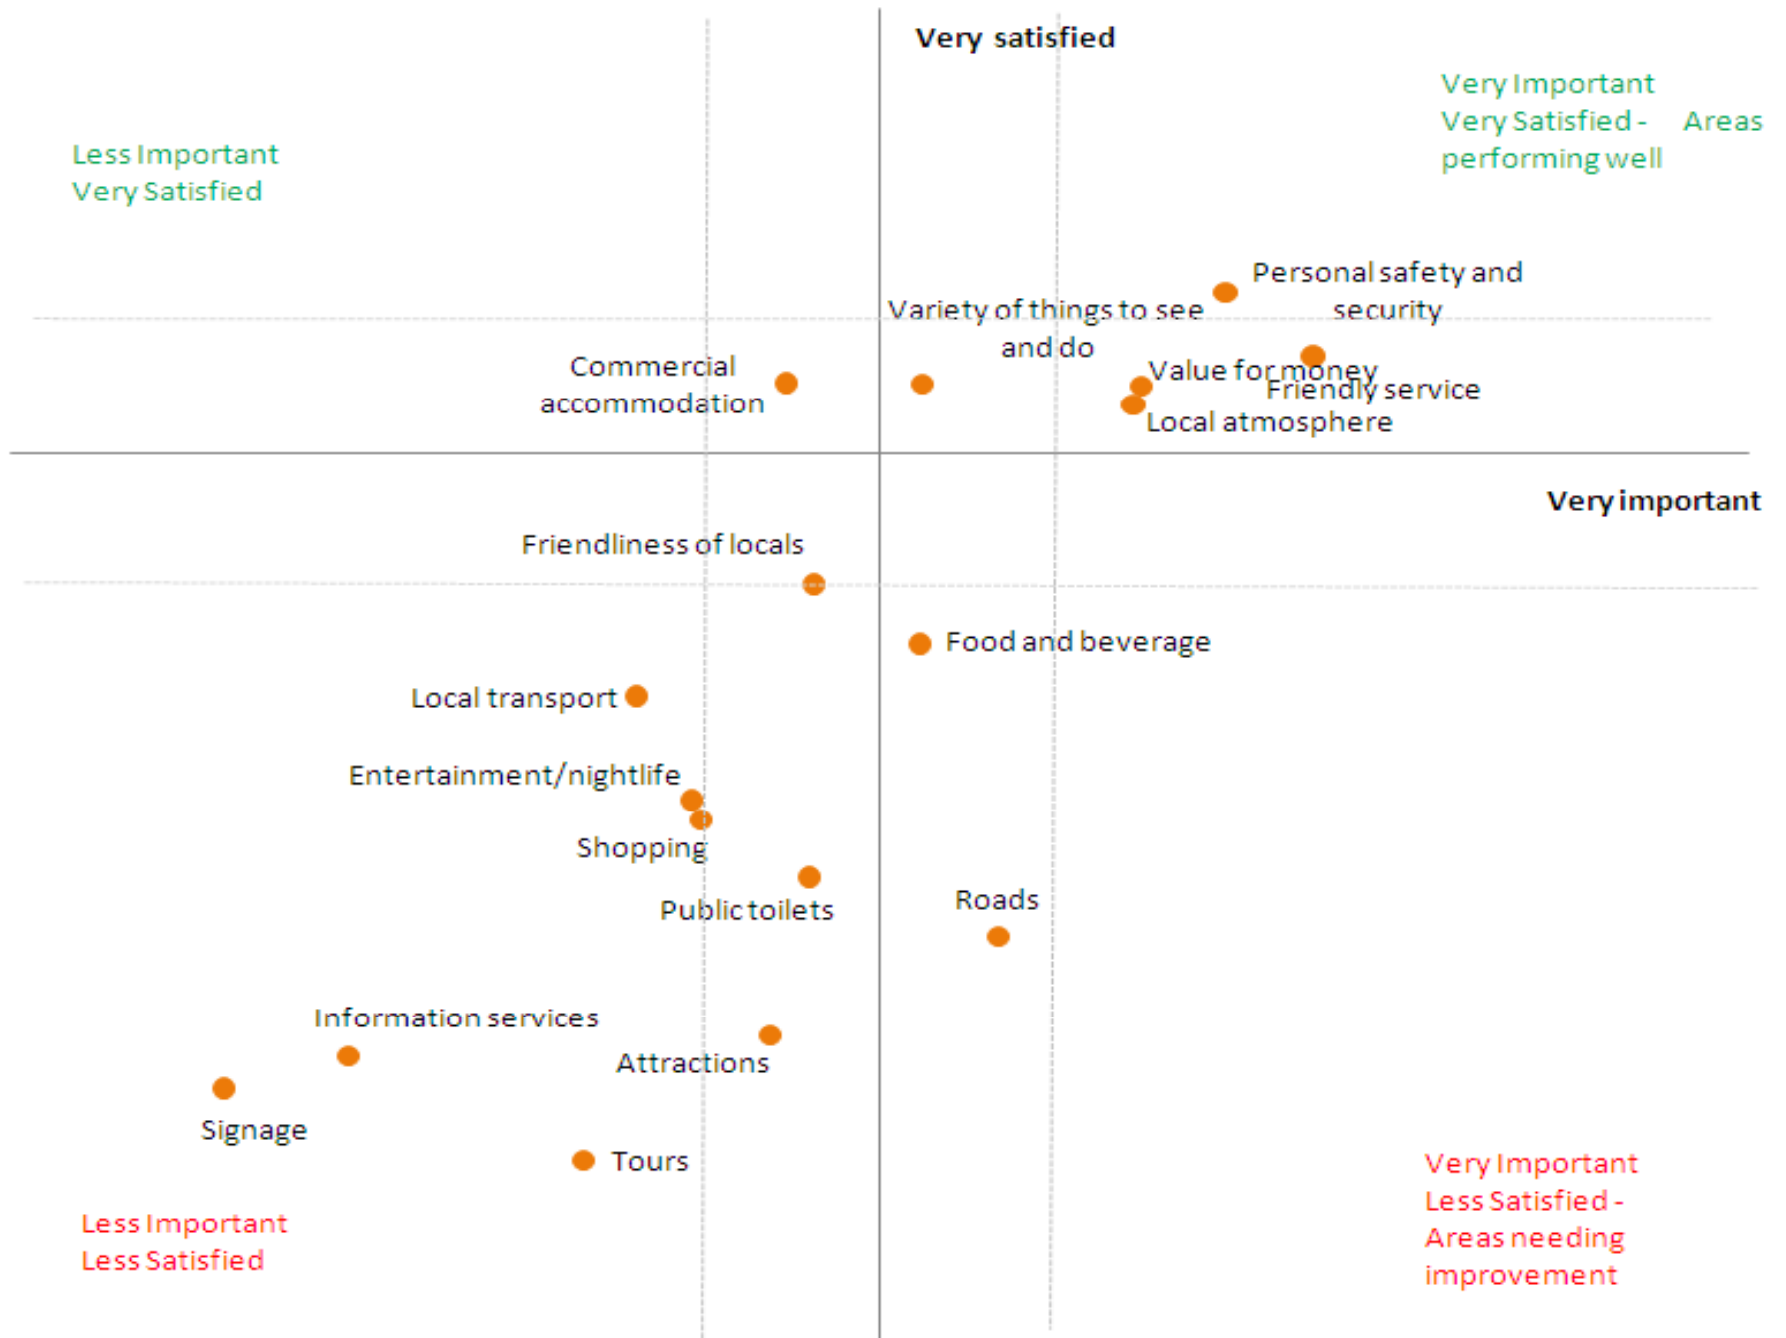 Very satisfied
Very Important
Very Satisfied - Areas
performing well
Less Important
Very Satisfied
Personal safety and
security
Variety of things to see
and do
Commercial
accommodation
Value for money
Friendly service
Local atmosphere
Very important
Friendliness of locals
Food and beverage
Local transport
Entertainment/nightlife
Shopping
Public toilets
Roads
Information services
Attractions
Signage
Tours
Less Important
Less Satisfied
Very Important
Less Satisfied -
Areas needing
improvement